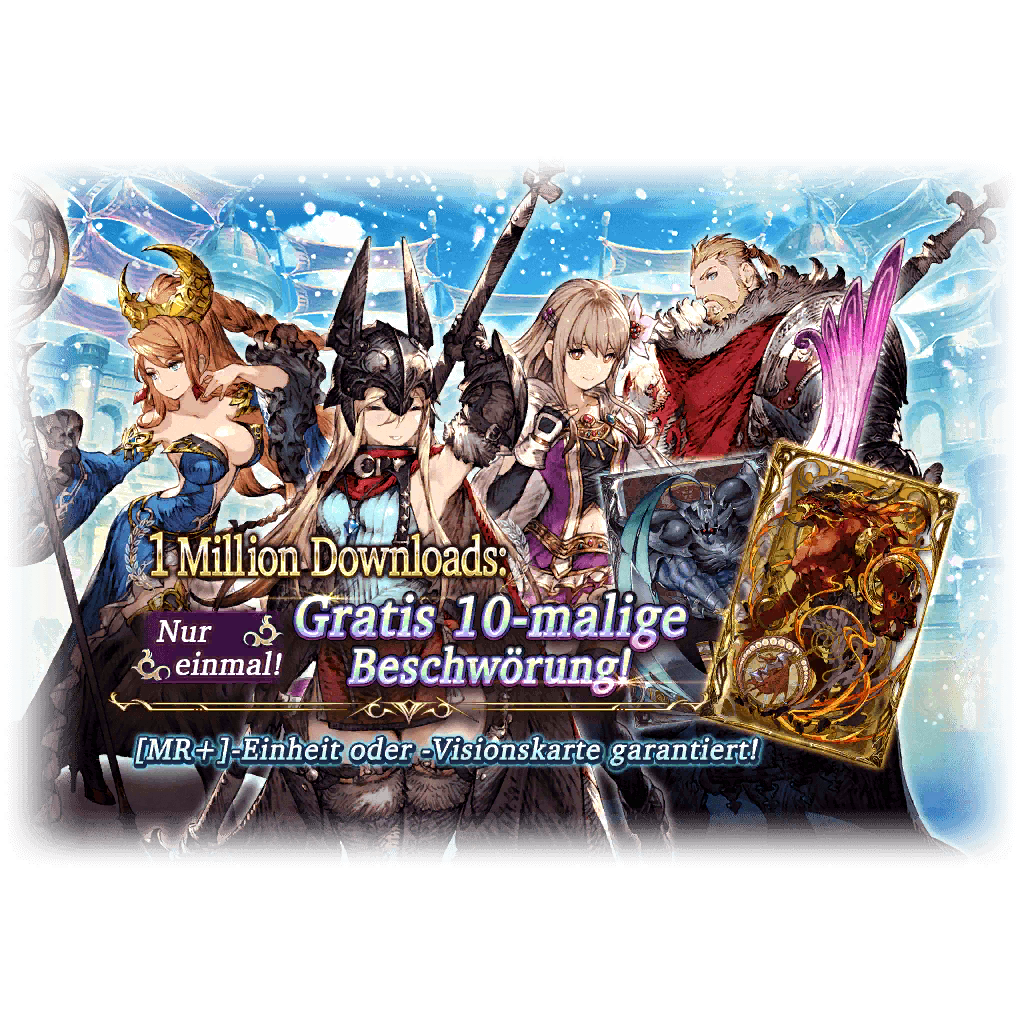 1 Million Downloads:
Nur einmal!
Gratis 10-malige
Beschwörung!
[MR+]-Einheit oder -Visionskarte garantiert!